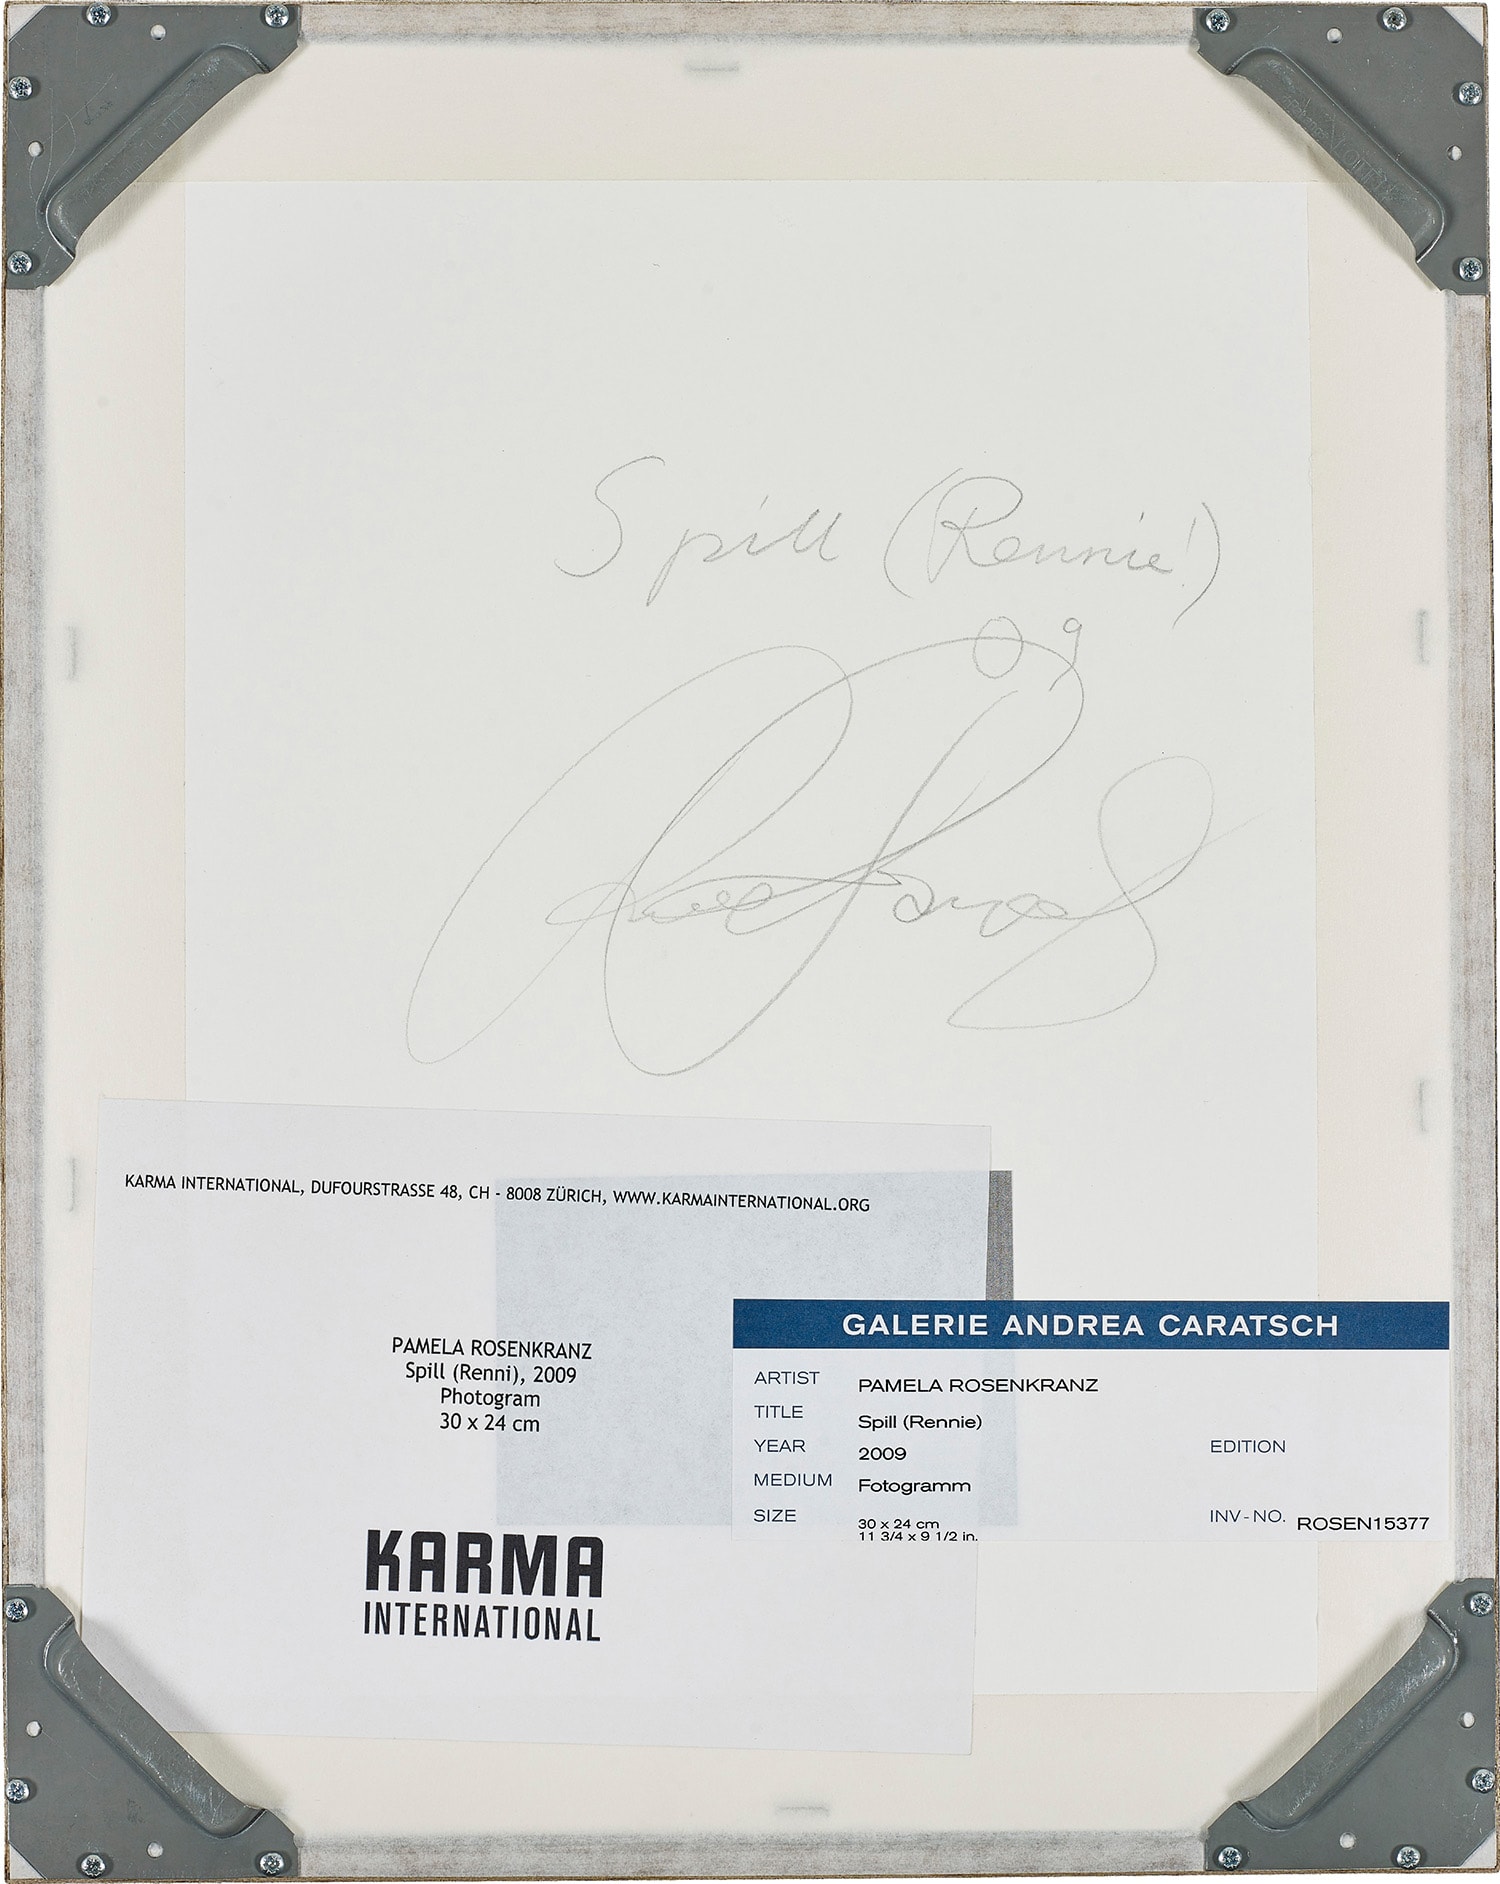 Spill (Rennie!)
09
KARMA INTERNATIONAL, DUFOURSTRASSE 48, CH - 8008 ZÜRICH, WWW.KARMAINTERNATIONAL.ORG
PAMELA ROSENKRANZ
Spill (Renni), 2009
Photogram
30 x 24 cm
KARMA
INTERNATIONAL
GALERIE ANDREA CARATSCH
ARTIST PAMELA ROSENKRANZ
TITLE Spill (Rennie)
YEAR 2009 EDITION
MEDIUM Fotogramm
SIZE 30 x 24 cm
11 3/4 x 9 1/2 in.
INV-NO. ROSEN15377